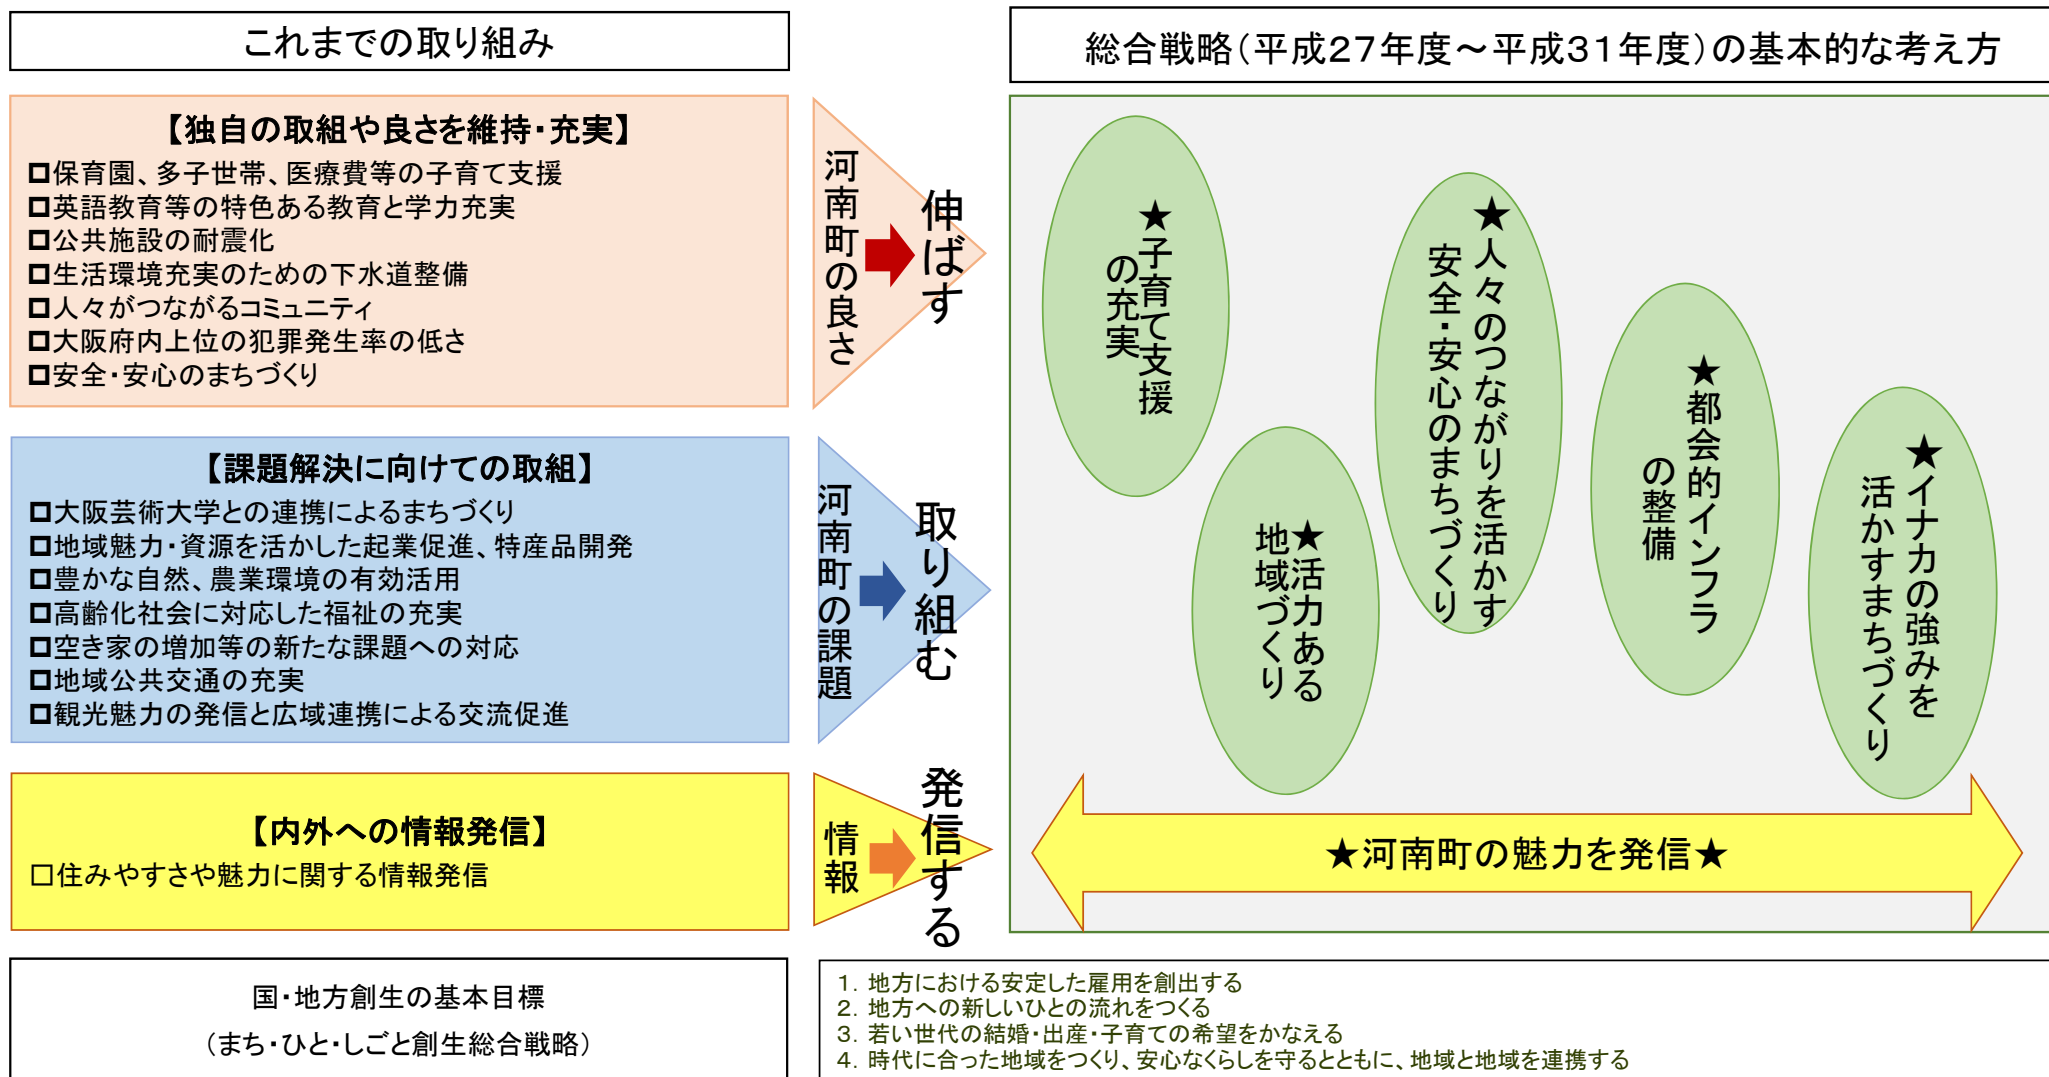 これまでの取り組み
【独自の取組や良さを維持・充実】
□保育園、多子世帯、医療費等の子育て支援
□英語教育等の特色ある教育と学力充実
□公共施設の耐震化
□生活環境充実のための下水道整備
□人々がつながるコミュニティ
□大阪府内上位の犯罪発生率の低さ
□安全・安心のまちづくり
河南町の良さ
伸ばす
【課題解決に向けての取組】
□大阪芸術大学との連携によるまちづくり
□地域魅力・資源を活かした起業促進、特産品開発
□豊かな自然、農業環境の有効活用
□高齢化社会に対応した福祉の充実
□空き家の増加等の新たな課題への対応
□地域公共交通の充実
□観光魅力の発信と広域連携による交流促進
河南町の課題
取り組む
【内外への情報発信】
□住みやすさや魅力に関する情報発信
情報
発信する
総合戦略(平成27年度～平成31年度)の基本的な考え方
★子育て支援
の充実
★活力ある
地域づくり
★人々のつながりを活かす
安全・安心のまちづくり
★都会的インフラ
の整備
★イナカの強みを
活かすまちづくり
★河南町の魅力を発信★
国・地方創生の基本目標
(まち・ひと・しごと創生総合戦略)
1. 地方における安定した雇用を創出する
2. 地方への新しいひとの流れをつくる
3. 若い世代の結婚・出産・子育ての希望をかなえる
4. 時代に合った地域をつくり、安心なくらしを守るとともに、地域と地域を連携する